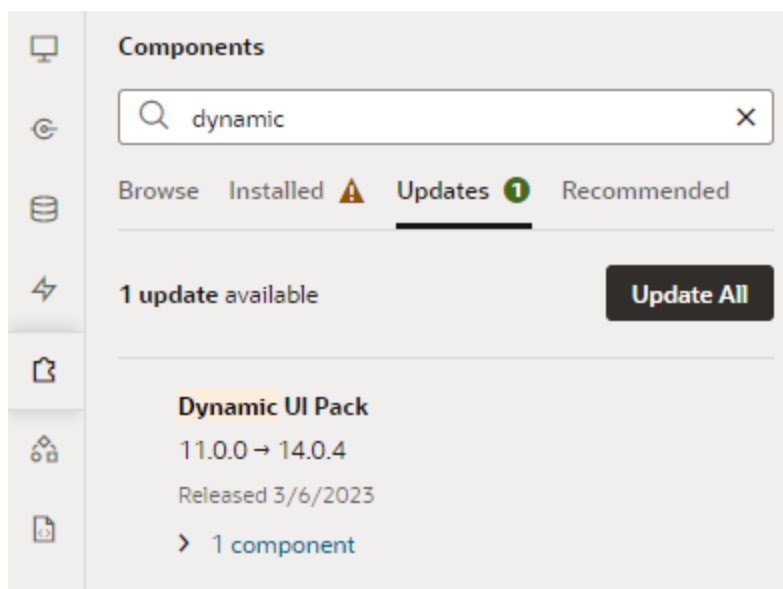 Components
dynamic
Browse Installed Updates 1 Recommended
1 update available Update All
Dynamic UI Pack
11.0.0 → 14.0.4
Released 3/6/2023
1 component